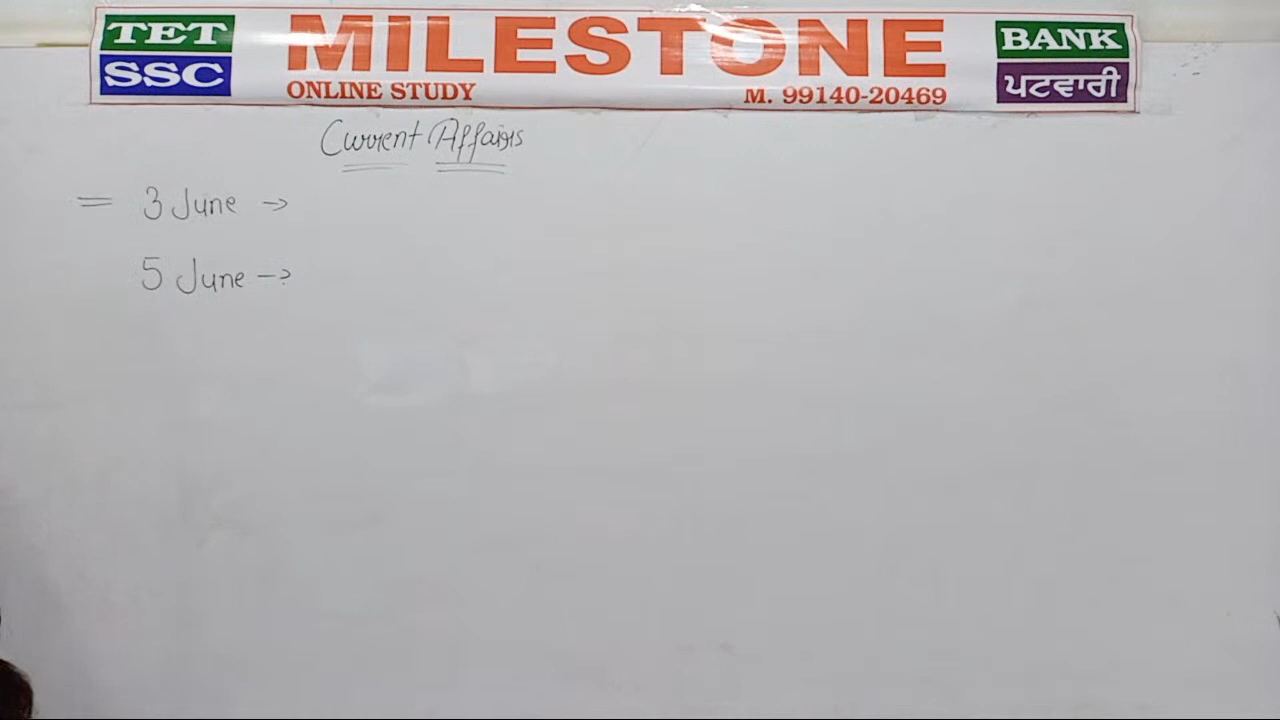 TET MILESTONE BANK
SSC ONLINE STUDY M. 99140-20469 ਪਟਵਾਰੀ
Current Affairs
= 3 June →
5 June →